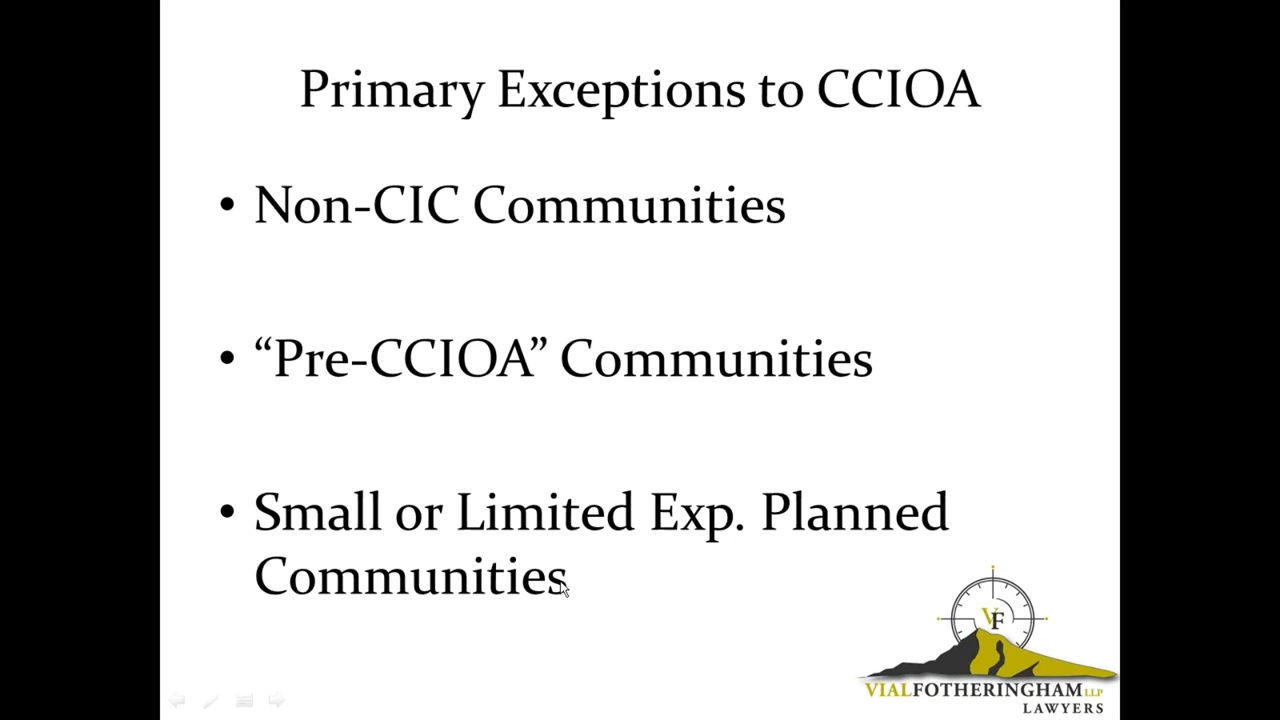 Primary Exceptions to CCIOA
• Non-CIC Communities
• “Pre-CCIOA” Communities
• Small or Limited Exp. Planned
Communities
VF
VIALFOTHERINGHAM LLP
LAWYERS